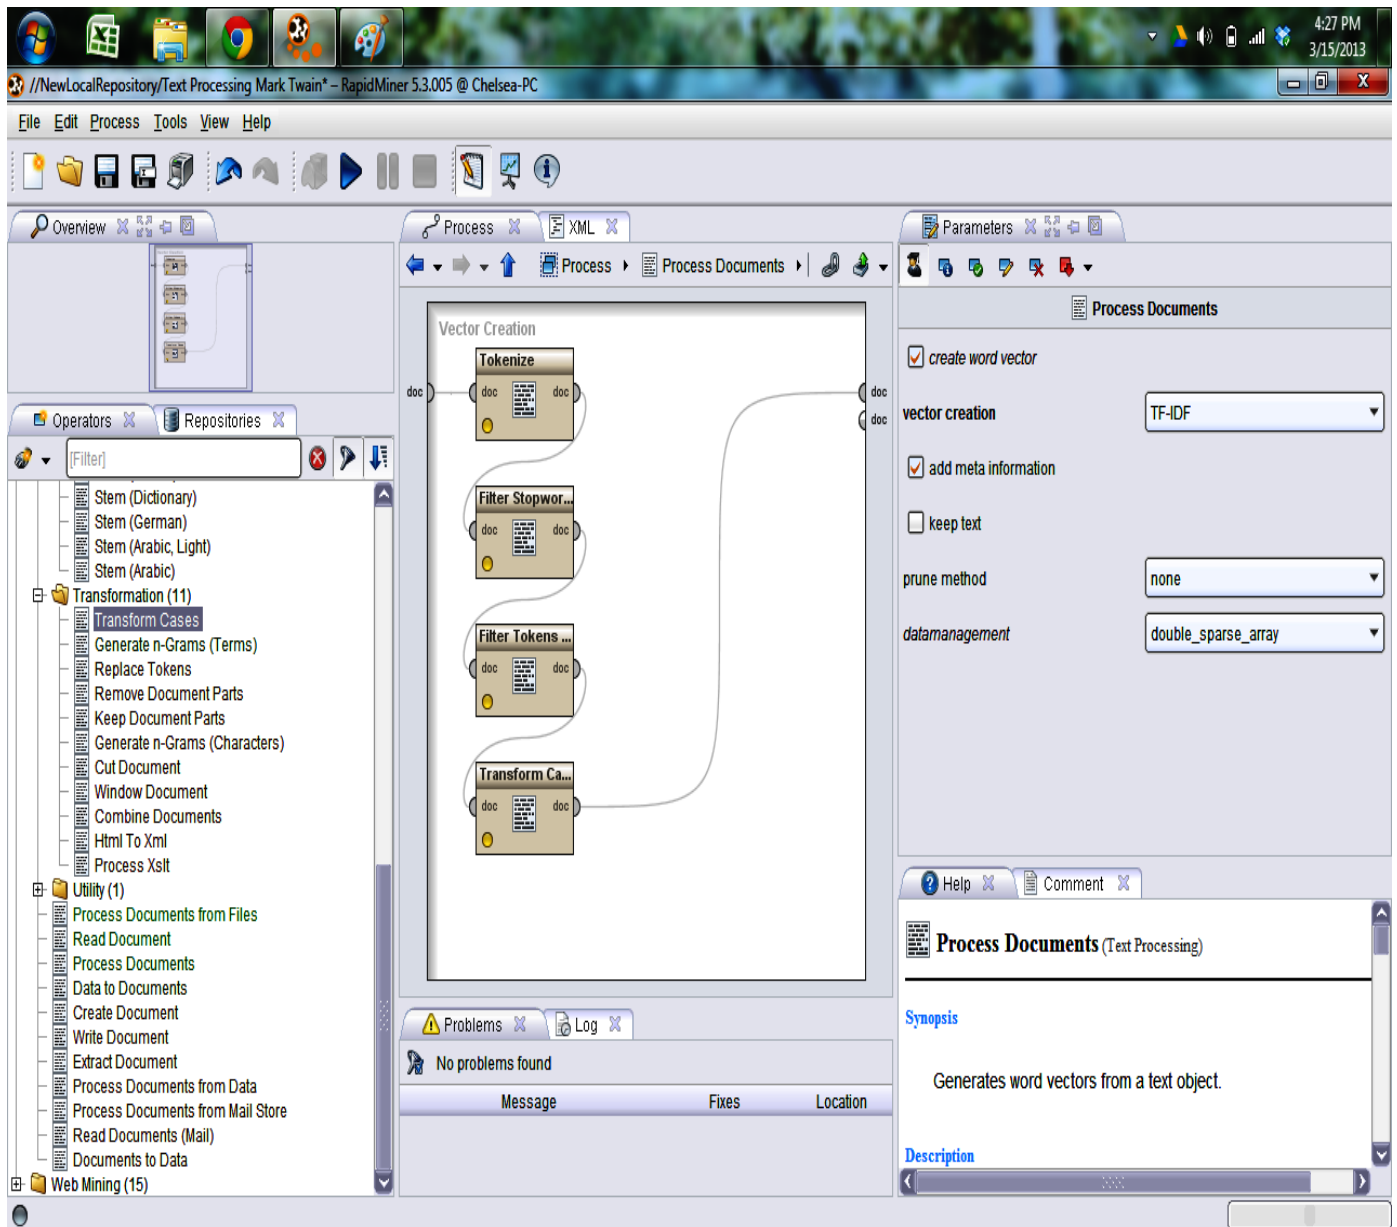 4:27 PM
3/15/2013
//NewLocalRepository/Text Processing Mark Twain* – RapidMiner 5.3.005 @ Chelsea-PC
File Edit Process Tools View Help
Overview
Operators Repositories
[Filter]
Stem (Dictionary)
Stem (German)
Stem (Arabic, Light)
Stem (Arabic)
Transformation (11)
Transform Cases
Generate n-Grams (Terms)
Replace Tokens
Remove Document Parts
Keep Document Parts
Generate n-Grams (Characters)
Cut Document
Window Document
Combine Documents
Html To Xml
Process Xslt
Utility (1)
Process Documents from Files
Read Document
Process Documents
Data to Documents
Create Document
Write Document
Extract Document
Process Documents from Data
Process Documents from Mail Store
Read Documents (Mail)
Documents to Data
Web Mining (15)
Process XML
Process Process Documents
Vector Creation
Tokenize
doc doc doc doc
doc
Filter Stopwor...
doc doc
Filter Tokens ...
doc doc
Transform Ca...
doc doc
Problems Log
No problems found
Message Fixes Location
Parameters
Process Documents
create word vector
vector creation TF-IDF
add meta information
keep text
prune method none
datamanagement double_sparse_array
Help Comment
Process Documents (Text Processing)
Synopsis
Generates word vectors from a text object.
Description